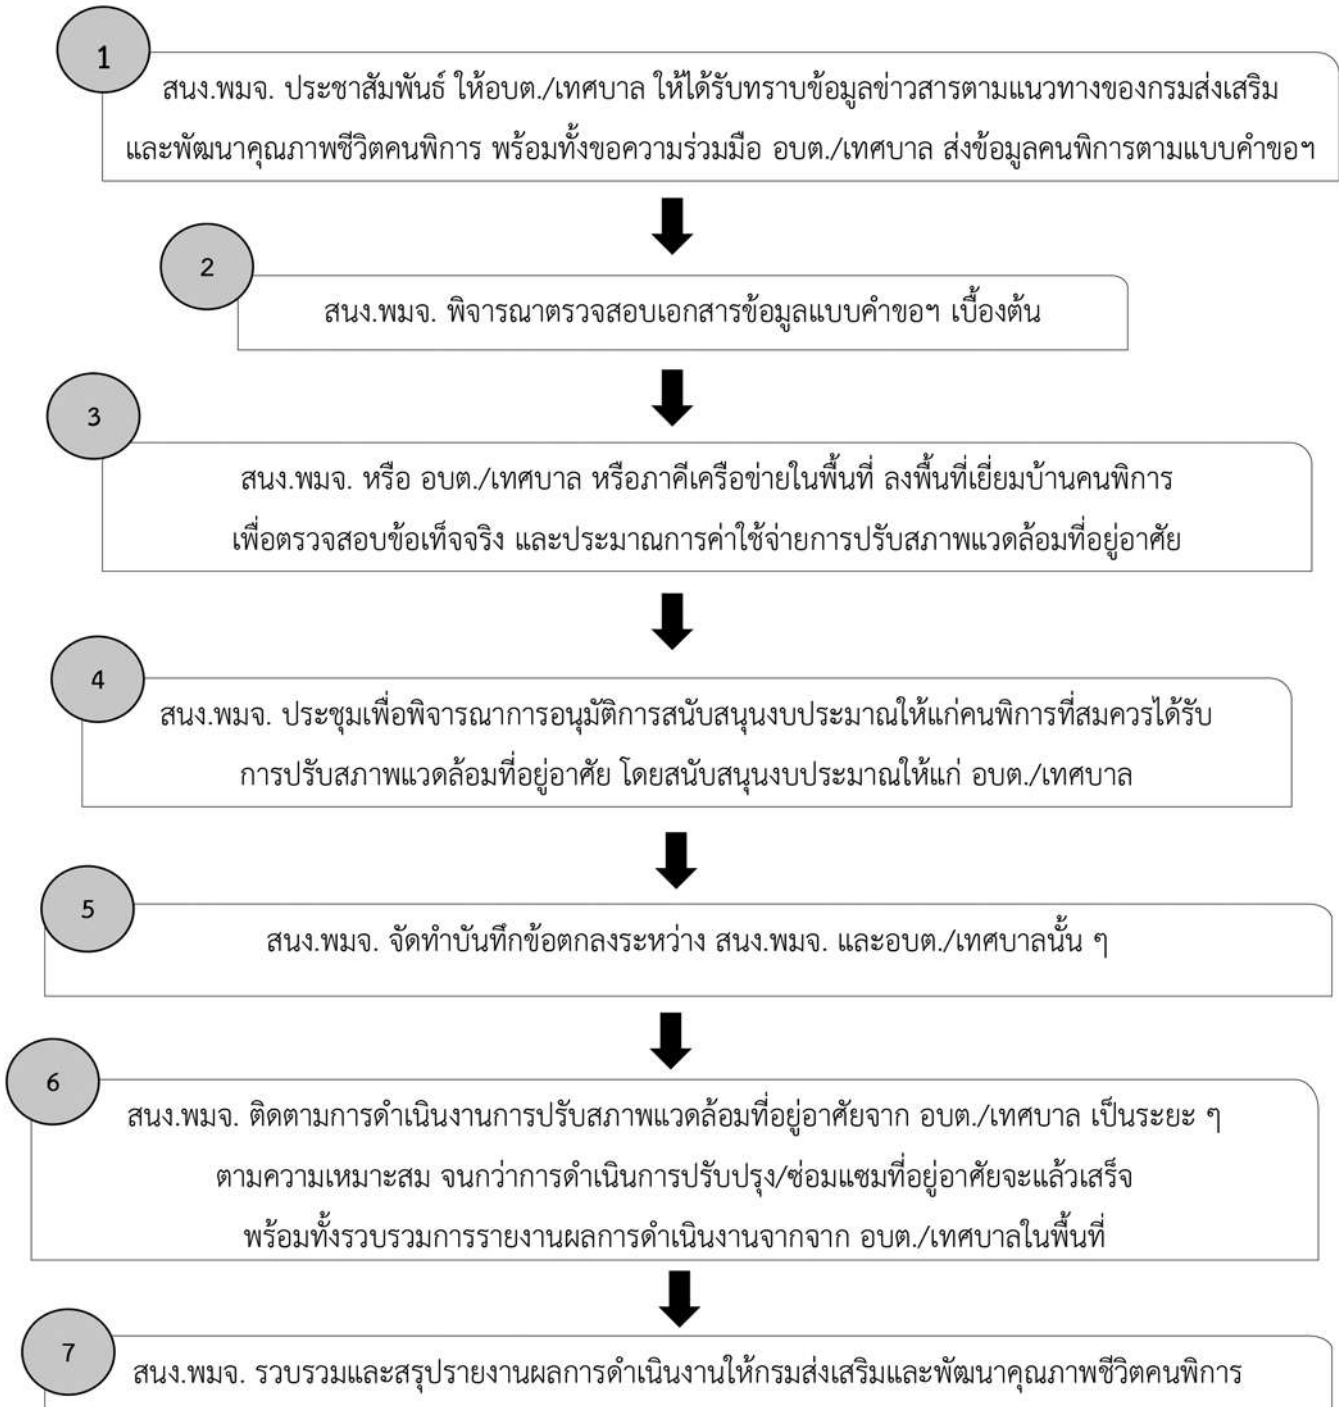 1
สนง.พมจ. ประชาสัมพันธ์ ให้อบต./เทศบาล ให้ได้รับทราบข้อมูลข่าวสารตามแนวทางของกรมส่งเสริม
และพัฒนาคุณภาพชีวิตคนพิการ พร้อมทั้งขอความร่วมมือ อบต./เทศบาล ส่งข้อมูลคนพิการตามแบบคำขอฯ
2
สนง.พมจ. พิจารณาตรวจสอบเอกสารข้อมูลแบบคำขอฯ เบื้องต้น
3
สนง.พมจ. หรือ อบต./เทศบาล หรือภาคีเครือข่ายในพื้นที่ ลงพื้นที่เยี่ยมบ้านคนพิการ
เพื่อตรวจสอบข้อเท็จจริง และประมาณการค่าใช้จ่ายการปรับสภาพแวดล้อมที่อยู่อาศัย
4
สนง.พมจ. ประชุมเพื่อพิจารณาการอนุมัติการสนับสนุนงบประมาณให้แก่คนพิการที่สมควรได้รับ
การปรับสภาพแวดล้อมที่อยู่อาศัย โดยสนับสนุนงบประมาณให้แก่ อบต./เทศบาล
5
สนง.พมจ. จัดทำบันทึกข้อตกลงระหว่าง สนง.พมจ. และอบต./เทศบาลนั้น ๆ
6
สนง.พมจ. ติดตามการดำเนินงานการปรับสภาพแวดล้อมที่อยู่อาศัยจาก อบต./เทศบาล เป็นระยะ ๆ
ตามความเหมาะสม จนกว่าการดำเนินการปรับปรุง/ซ่อมแซมที่อยู่อาศัยจะแล้วเสร็จ
พร้อมทั้งรวบรวมการรายงานผลการดำเนินงานจากจาก อบต./เทศบาลในพื้นที่
7
สนง.พมจ. รวบรวมและสรุปรายงานผลการดำเนินงานให้กรมส่งเสริมและพัฒนาคุณภาพชีวิตคนพิการ